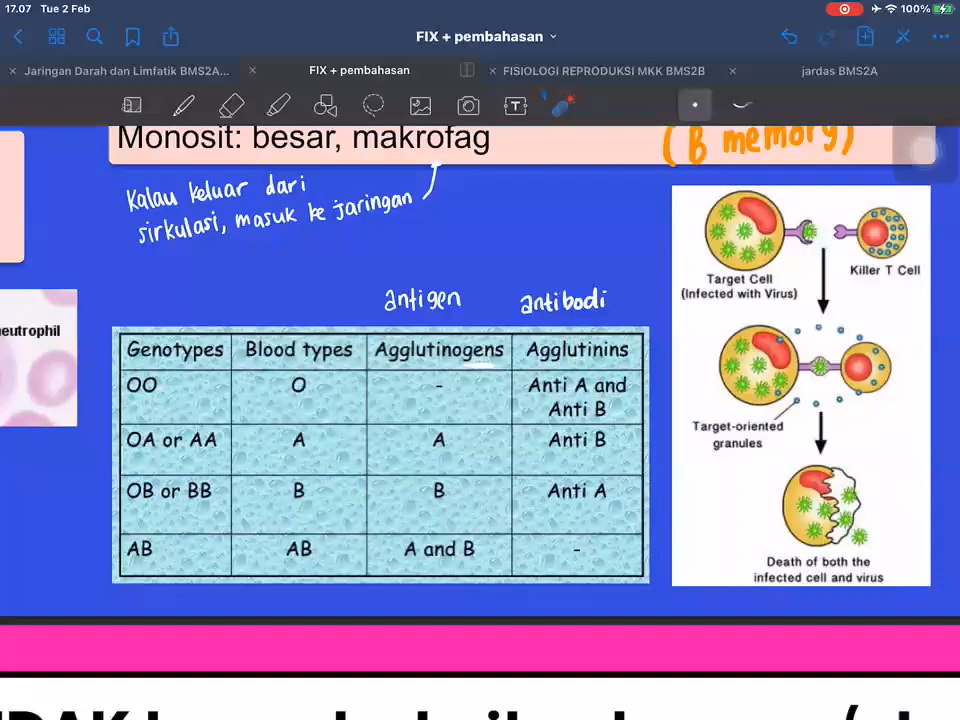 17.07 Tue 2 Feb
100%
FIX + pembahasan
Jaringan Darah dan Limfatik BMS2A...
FIX + pembahasan
FISIOLOGI REPRODUKSI MKK BMS2B
jardas BMS2A
Monosit: besar, makrofag
(B memory)
Kalau keluar dari
sirkulasi, masuk ke jaringan
eutrophil
antigen antibodi
Genotypes Blood types Agglutinogens Agglutinins
OO O - Anti A and
Anti B
OA or AA A A Anti B
OB or BB B B Anti A
AB AB A and B -
Target Cell
(Infected with Virus)
Killer T Cell
Target-oriented
granules
Death of both the
infected cell and virus